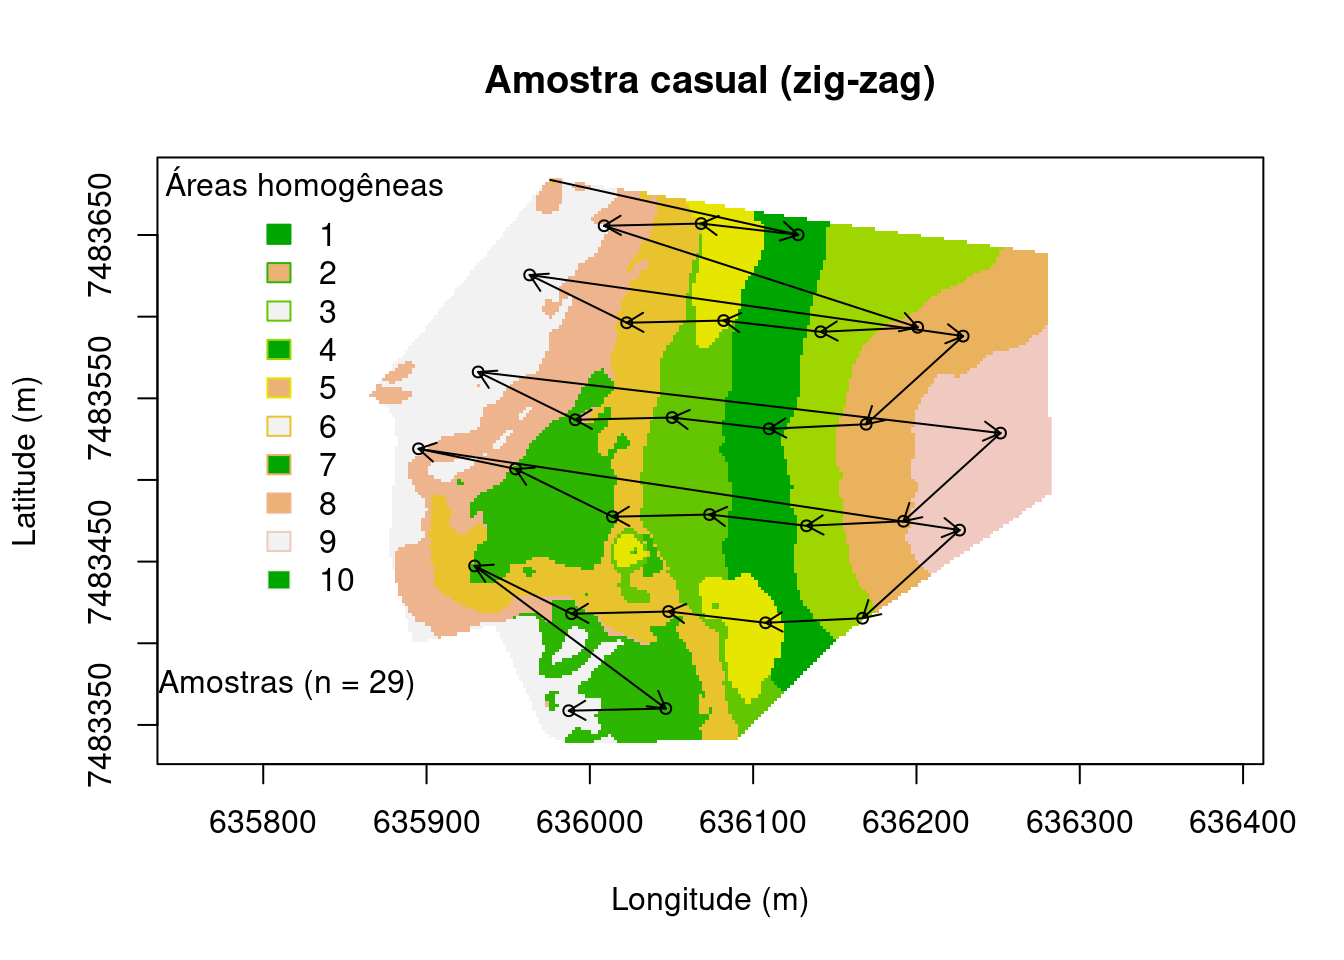 Amostra casual (zig-zag)
Áreas homogêneas
1
2
3
4
5
6
7
8
9
10
Amostras (n = 29)
Latitude (m)
7483650
7483550
7483450
7483350
635800 635900 636000 636100 636200 636300 636400
Longitude (m)